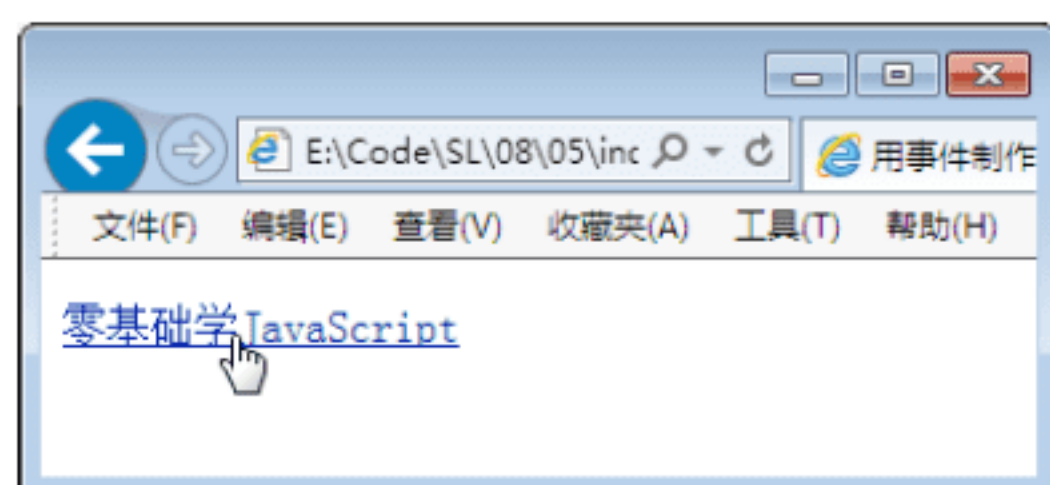 E:\Code\SL\08\05\inc 用事件制作
文件(F) 编辑(E) 查看(V) 收藏夹(A) 工具(T) 帮助(H)
零基础学JavaScript